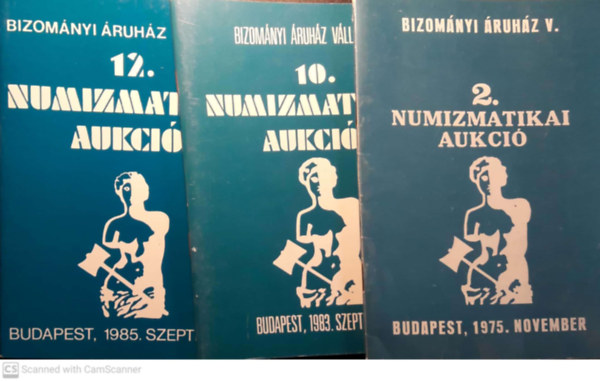 BIZOMÁNYI ÁRUHÁZ
12.
NUMIZMAT
AUKCIÓ
BUDAPEST, 1985. SZEPT
BIZOMÁNYI ÁRUHÁZ VÁLL
10.
NUMIZMAT
AUKCIÓ
BUDAPEST, 1983. SZEPT
BIZOMÁNYI ÁRUHÁZ V.
2.
NUMIZMATIKAI
AUKCIÓ
BUDAPEST, 1975. NOVEMBER
CS Scanned with CamScanner